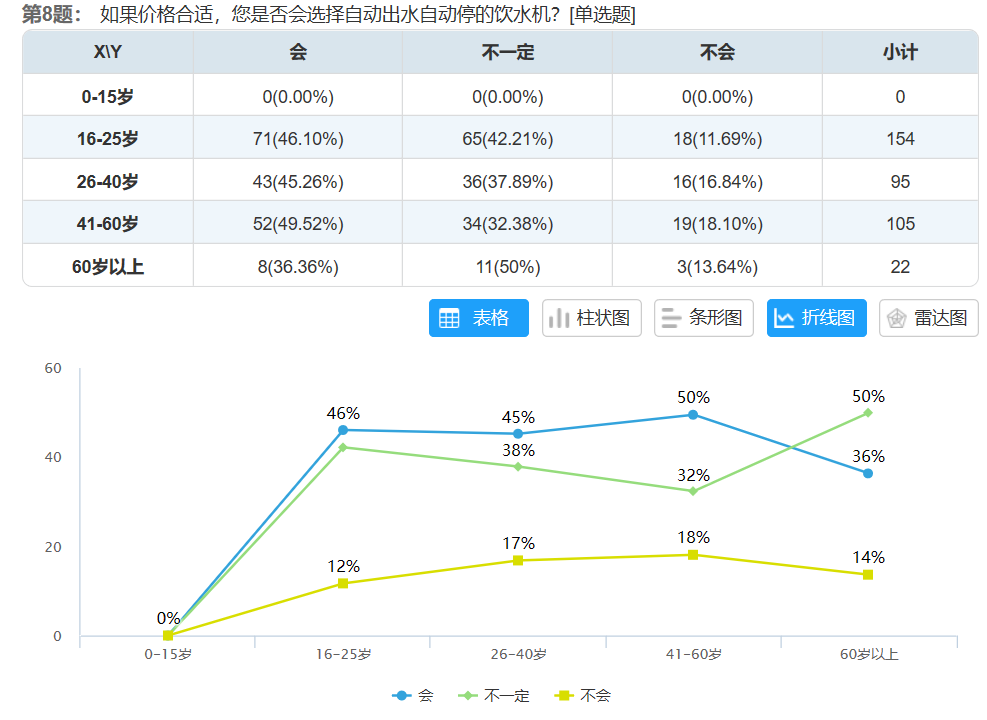 第8题： 如果价格合适，您是否会选择自动出水自动停的饮水机？[单选题]
X\Y 会 不一定 不会 小计
0-15岁 0(0.00%) 0(0.00%) 0(0.00%) 0
16-25岁 71(46.10%) 65(42.21%) 18(11.69%) 154
26-40岁 43(45.26%) 36(37.89%) 16(16.84%) 95
41-60岁 52(49.52%) 34(32.38%) 19(18.10%) 105
60岁以上 8(36.36%) 11(50%) 3(13.64%) 22
表格 柱状图 条形图 折线图 雷达图
60
50% 50%
46% 45%
40 38% 36%
32%
20 17% 18% 14%
12%
0%
0
0-15岁 16-25岁 26-40岁 41-60岁 60岁以上
会 不一定 不会